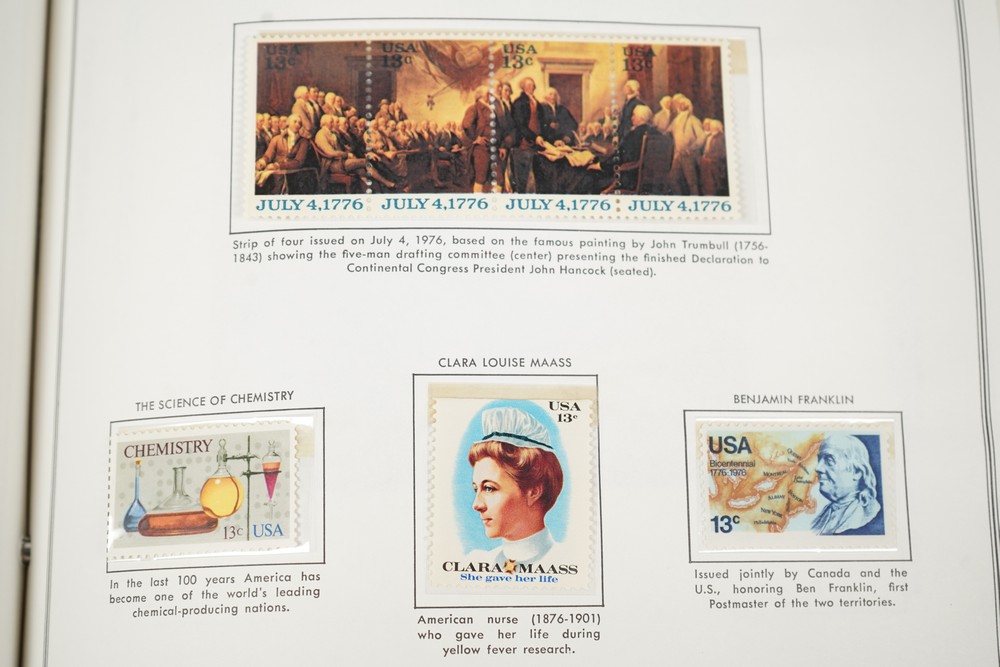 USA USA USA USA
13c 13c 13c 13c
JULY 4,1776 JULY 4,1776 JULY 4,1776 JULY 4,1776
Strip of four issued on July 4, 1976, based on the famous painting by John Trumbull (1756-
1843) showing the five-man drafting committee (center) presenting the finished Declaration to
Continental Congress President John Hancock (seated).
THE SCIENCE OF CHEMISTRY
CHEMISTRY
13c USA
In the last 100 years America has
become one of the world's leading
chemical-producing nations.
CLARA LOUISE MAASS
USA
13c
CLARA MAASS
She gave her life
American nurse (1876-1901)
who gave her life during
yellow fever research.
BENJAMIN FRANKLIN
USA
Bicentennial
1776-1976
13c
MONTREAL
ALBANY
NEW YORK
Philadelphia
Issued jointly by Canada and the
U.S., honoring Ben Franklin, first
Postmaster of the two territories.